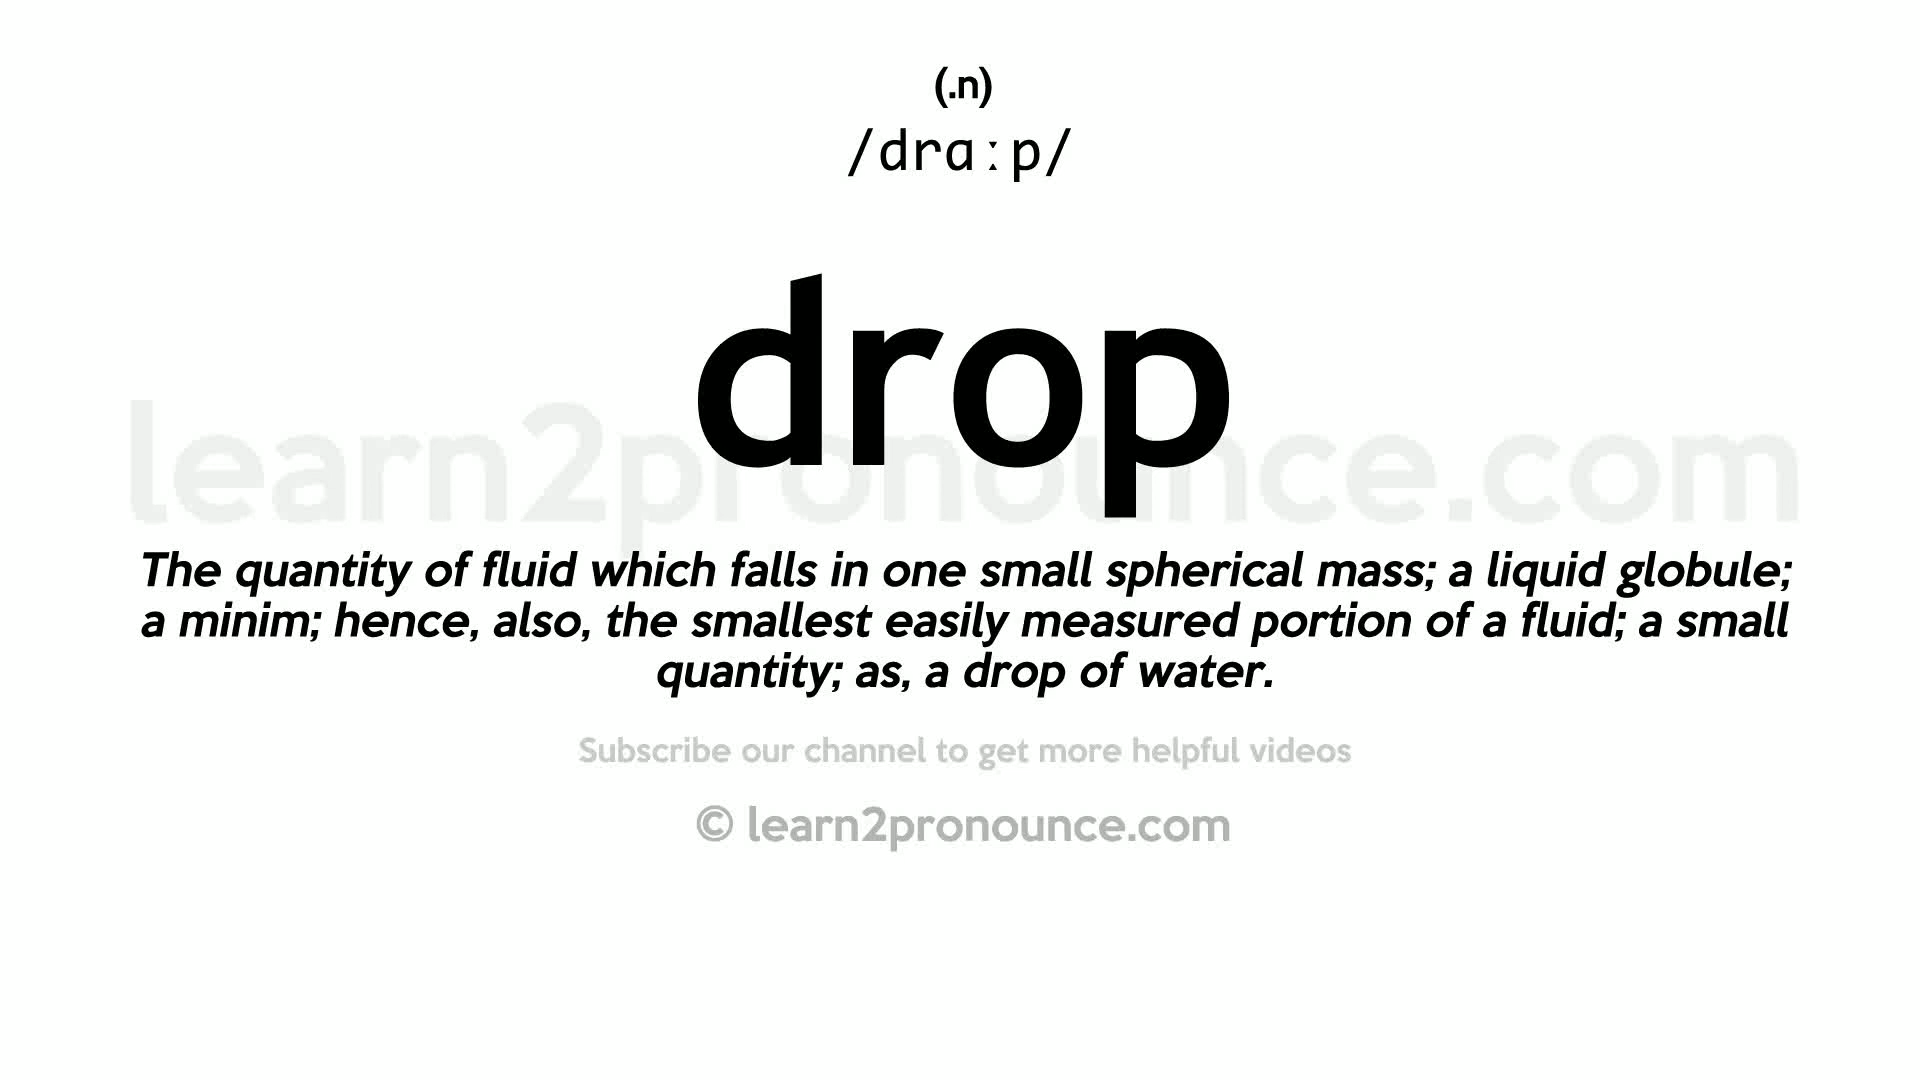 (.n)
/drɑːp/
drop
learn2pronounce.com
The quantity of fluid which falls in one small spherical mass; a liquid globule;
a minim; hence, also, the smallest easily measured portion of a fluid; a small
quantity; as, a drop of water.
Subscribe our channel to get more helpful videos
© learn2pronounce.com